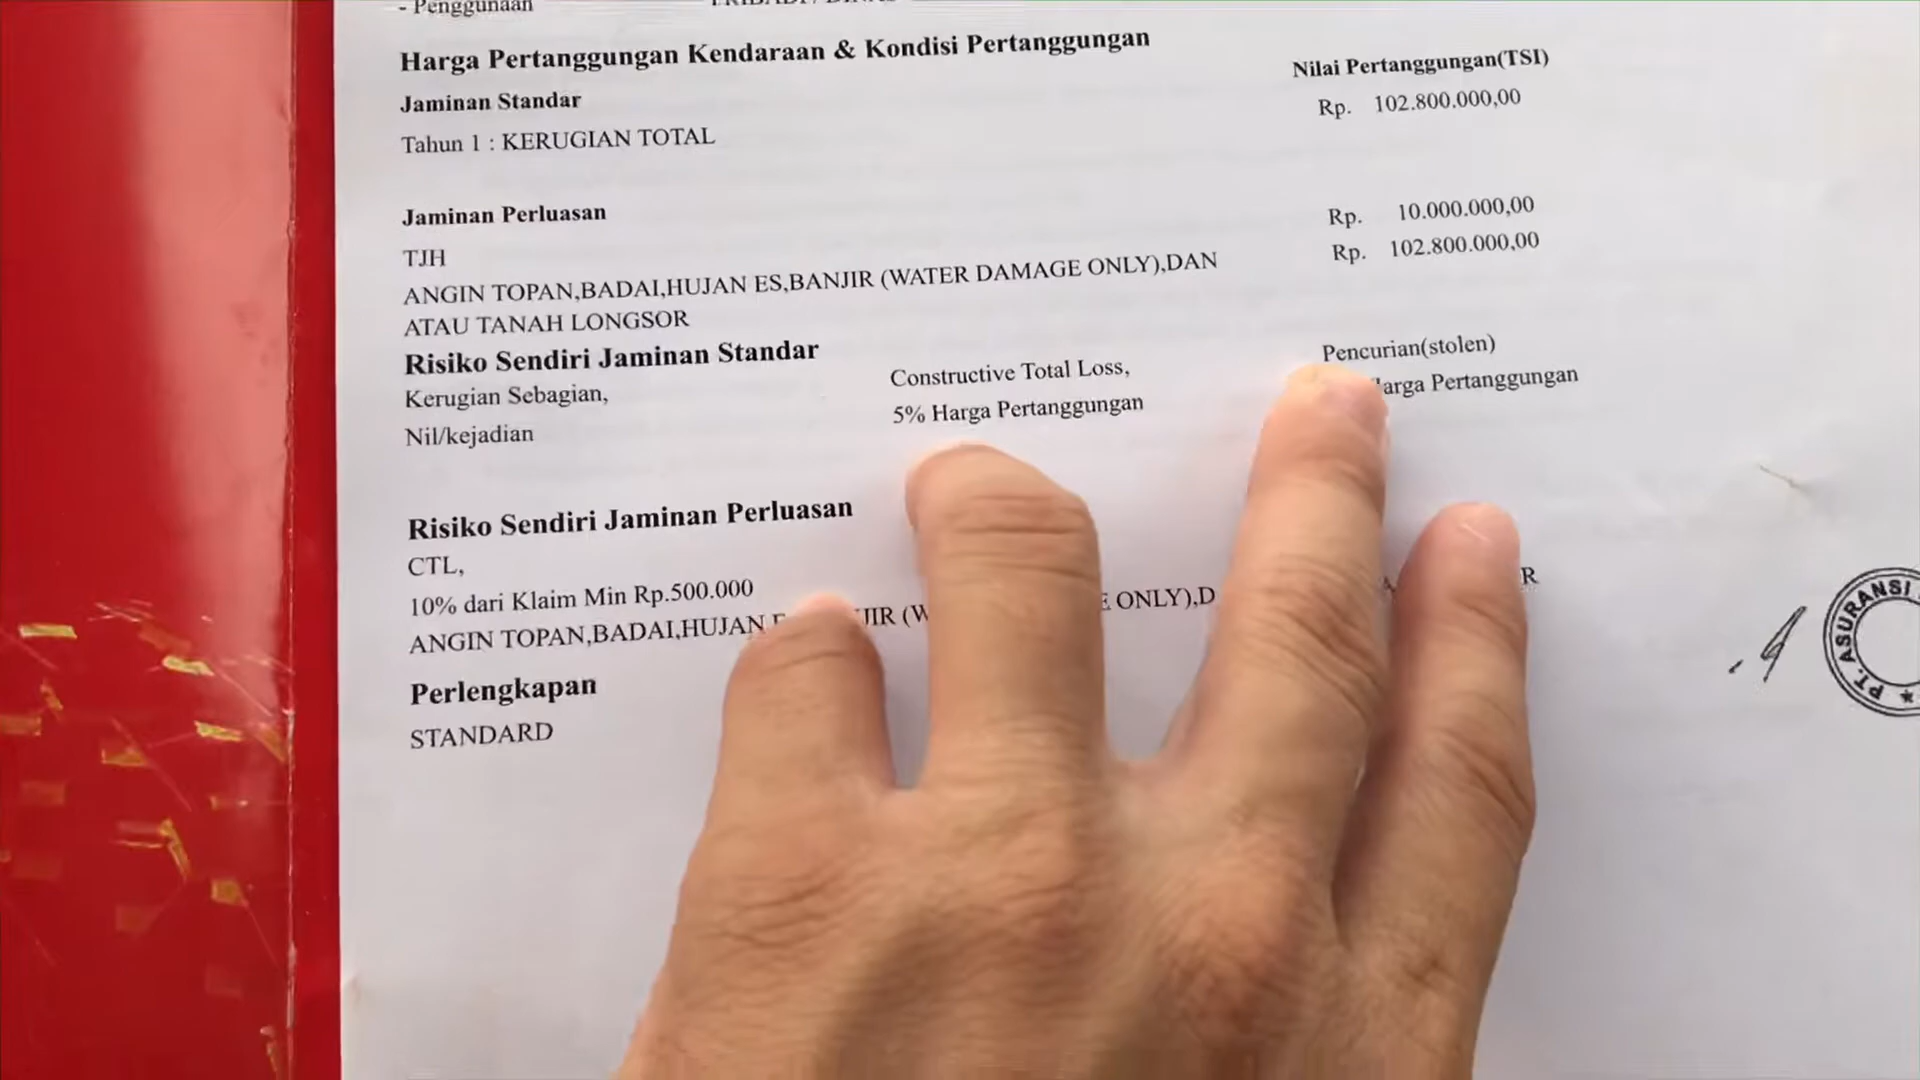 - Penggunaan
Harga Pertanggungan Kendaraan & Kondisi Pertanggungan
Nilai Pertanggungan(TSI)
Jaminan Standar
Rp. 102.800.000,00
Tahun 1 : KERUGIAN TOTAL
Jaminan Perluasan
TJH
Rp. 10.000.000,00
ANGIN TOPAN,BADAI,HUJAN ES,BANJIR (WATER DAMAGE ONLY),DAN
Rp. 102.800.000,00
ATAU TANAH LONGSOR
Risiko Sendiri Jaminan Standar
Kerugian Sebagian,
Constructive Total Loss,
Pencurian(stolen)
Nil/kejadian
5% Harga Pertanggungan
arga Pertanggungan
Risiko Sendiri Jaminan Perluasan
CTL,
10% dari Klaim Min Rp.500.000
ANGIN TOPAN,BADAI,HUJAN JIR (W ONLY),D R
Perlengkapan
STANDARD
PT. ASURANSI